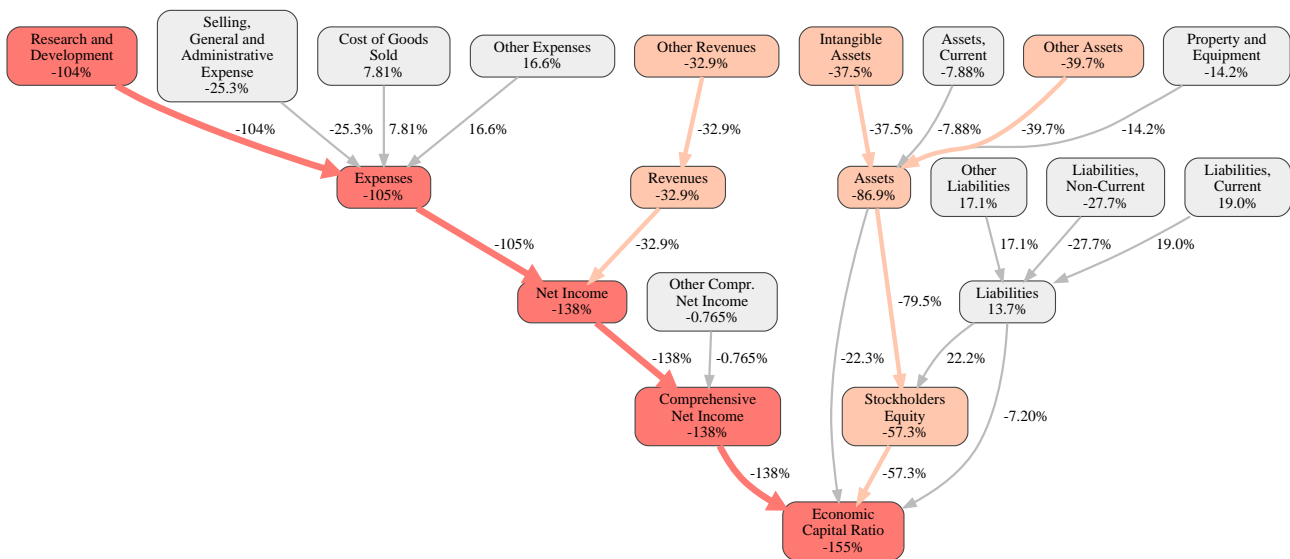 Research and
Development
-104%
Selling,
General and
Administrative
Expense
-25.3%
Cost of Goods
Sold
7.81%
Other Expenses
16.6%
Other Revenues
-32.9%
Intangible
Assets
-37.5%
Assets,
Current
-7.88%
Other Assets
-39.7%
Property and
Equipment
-14.2%
-104%
-25.3%
7.81%
16.6%
-32.9%
-37.5%
-7.88%
-39.7%
-14.2%
Expenses
-105%
Revenues
-32.9%
Assets
-86.9%
Other
Liabilities
17.1%
Liabilities,
Non-Current
-27.7%
Liabilities,
Current
19.0%
-105%
-32.9%
17.1%
-27.7%
19.0%
Net Income
-138%
Other Compr.
Net Income
-0.765%
-79.5%
Liabilities
13.7%
-138%
-0.765%
-22.3%
22.2%
Comprehensive
Net Income
-138%
Stockholders
Equity
-57.3%
-7.20%
-138%
-57.3%
Economic
Capital Ratio
-155%